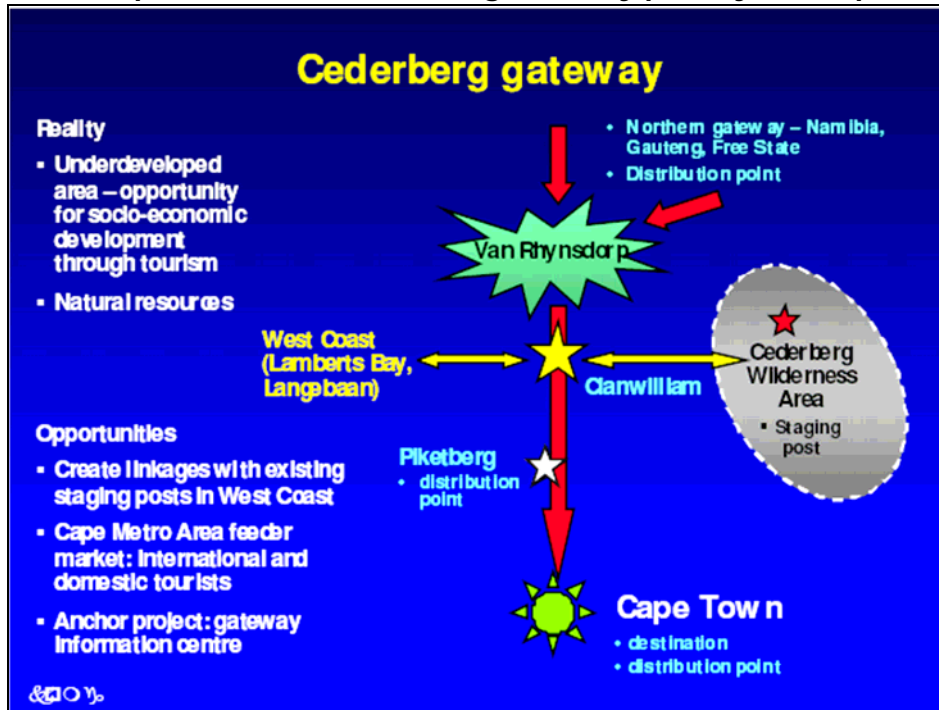 Cederberg gateway
Reality
▪ Underdeveloped
area – opportunity
for socio-economic
development
through tourism
▪ Natural resources
• Northern gateway – Namibia,
Gauteng, Free State
• Distribution point
Van Rhynsdorp
West Coast
(Lamberts Bay,
Langebaan)
Clanwilliam
Cederberg
Wilderness
Area
▪ Staging
post
Opportunities
▪ Create linkages with existing
staging posts in West Coast
▪ Cape Metro Area feeder
market: International and
domestic tourists
▪ Anchor project: gateway
Information centre
Piketberg
• distribution
point
Cape Town
• destination
• distribution point